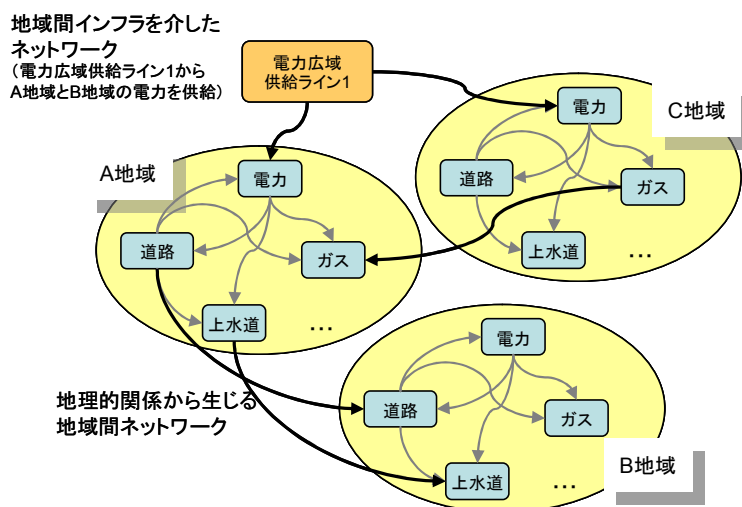 地域間インフラを介した
ネットワーク
（電力広域供給ライン1から
A地域とB地域の電力を供給）
電力広域
供給ライン1
C地域
電力
道路
ガス
上水道
…
A地域
電力
道路
ガス
上水道
…
地理的関係から生じる
地域間ネットワーク
電力
道路
ガス
上水道
…
B地域